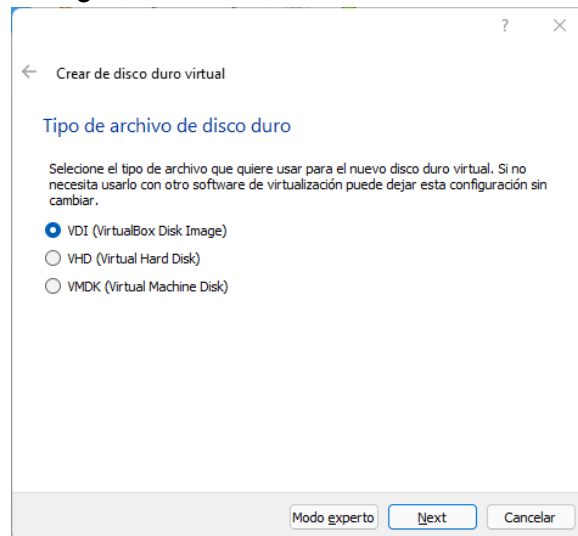 ?
Crear de disco duro virtual
Tipo de archivo de disco duro
Selecione el tipo de archivo que quiere usar para el nuevo disco duro virtual. Si no
necesita usarlo con otro software de virtualización puede dejar esta configuración sin
cambiar.
VDI (VirtualBox Disk Image)
VHD (Virtual Hard Disk)
VMDK (Virtual Machine Disk)
Modo experto Next Cancelar